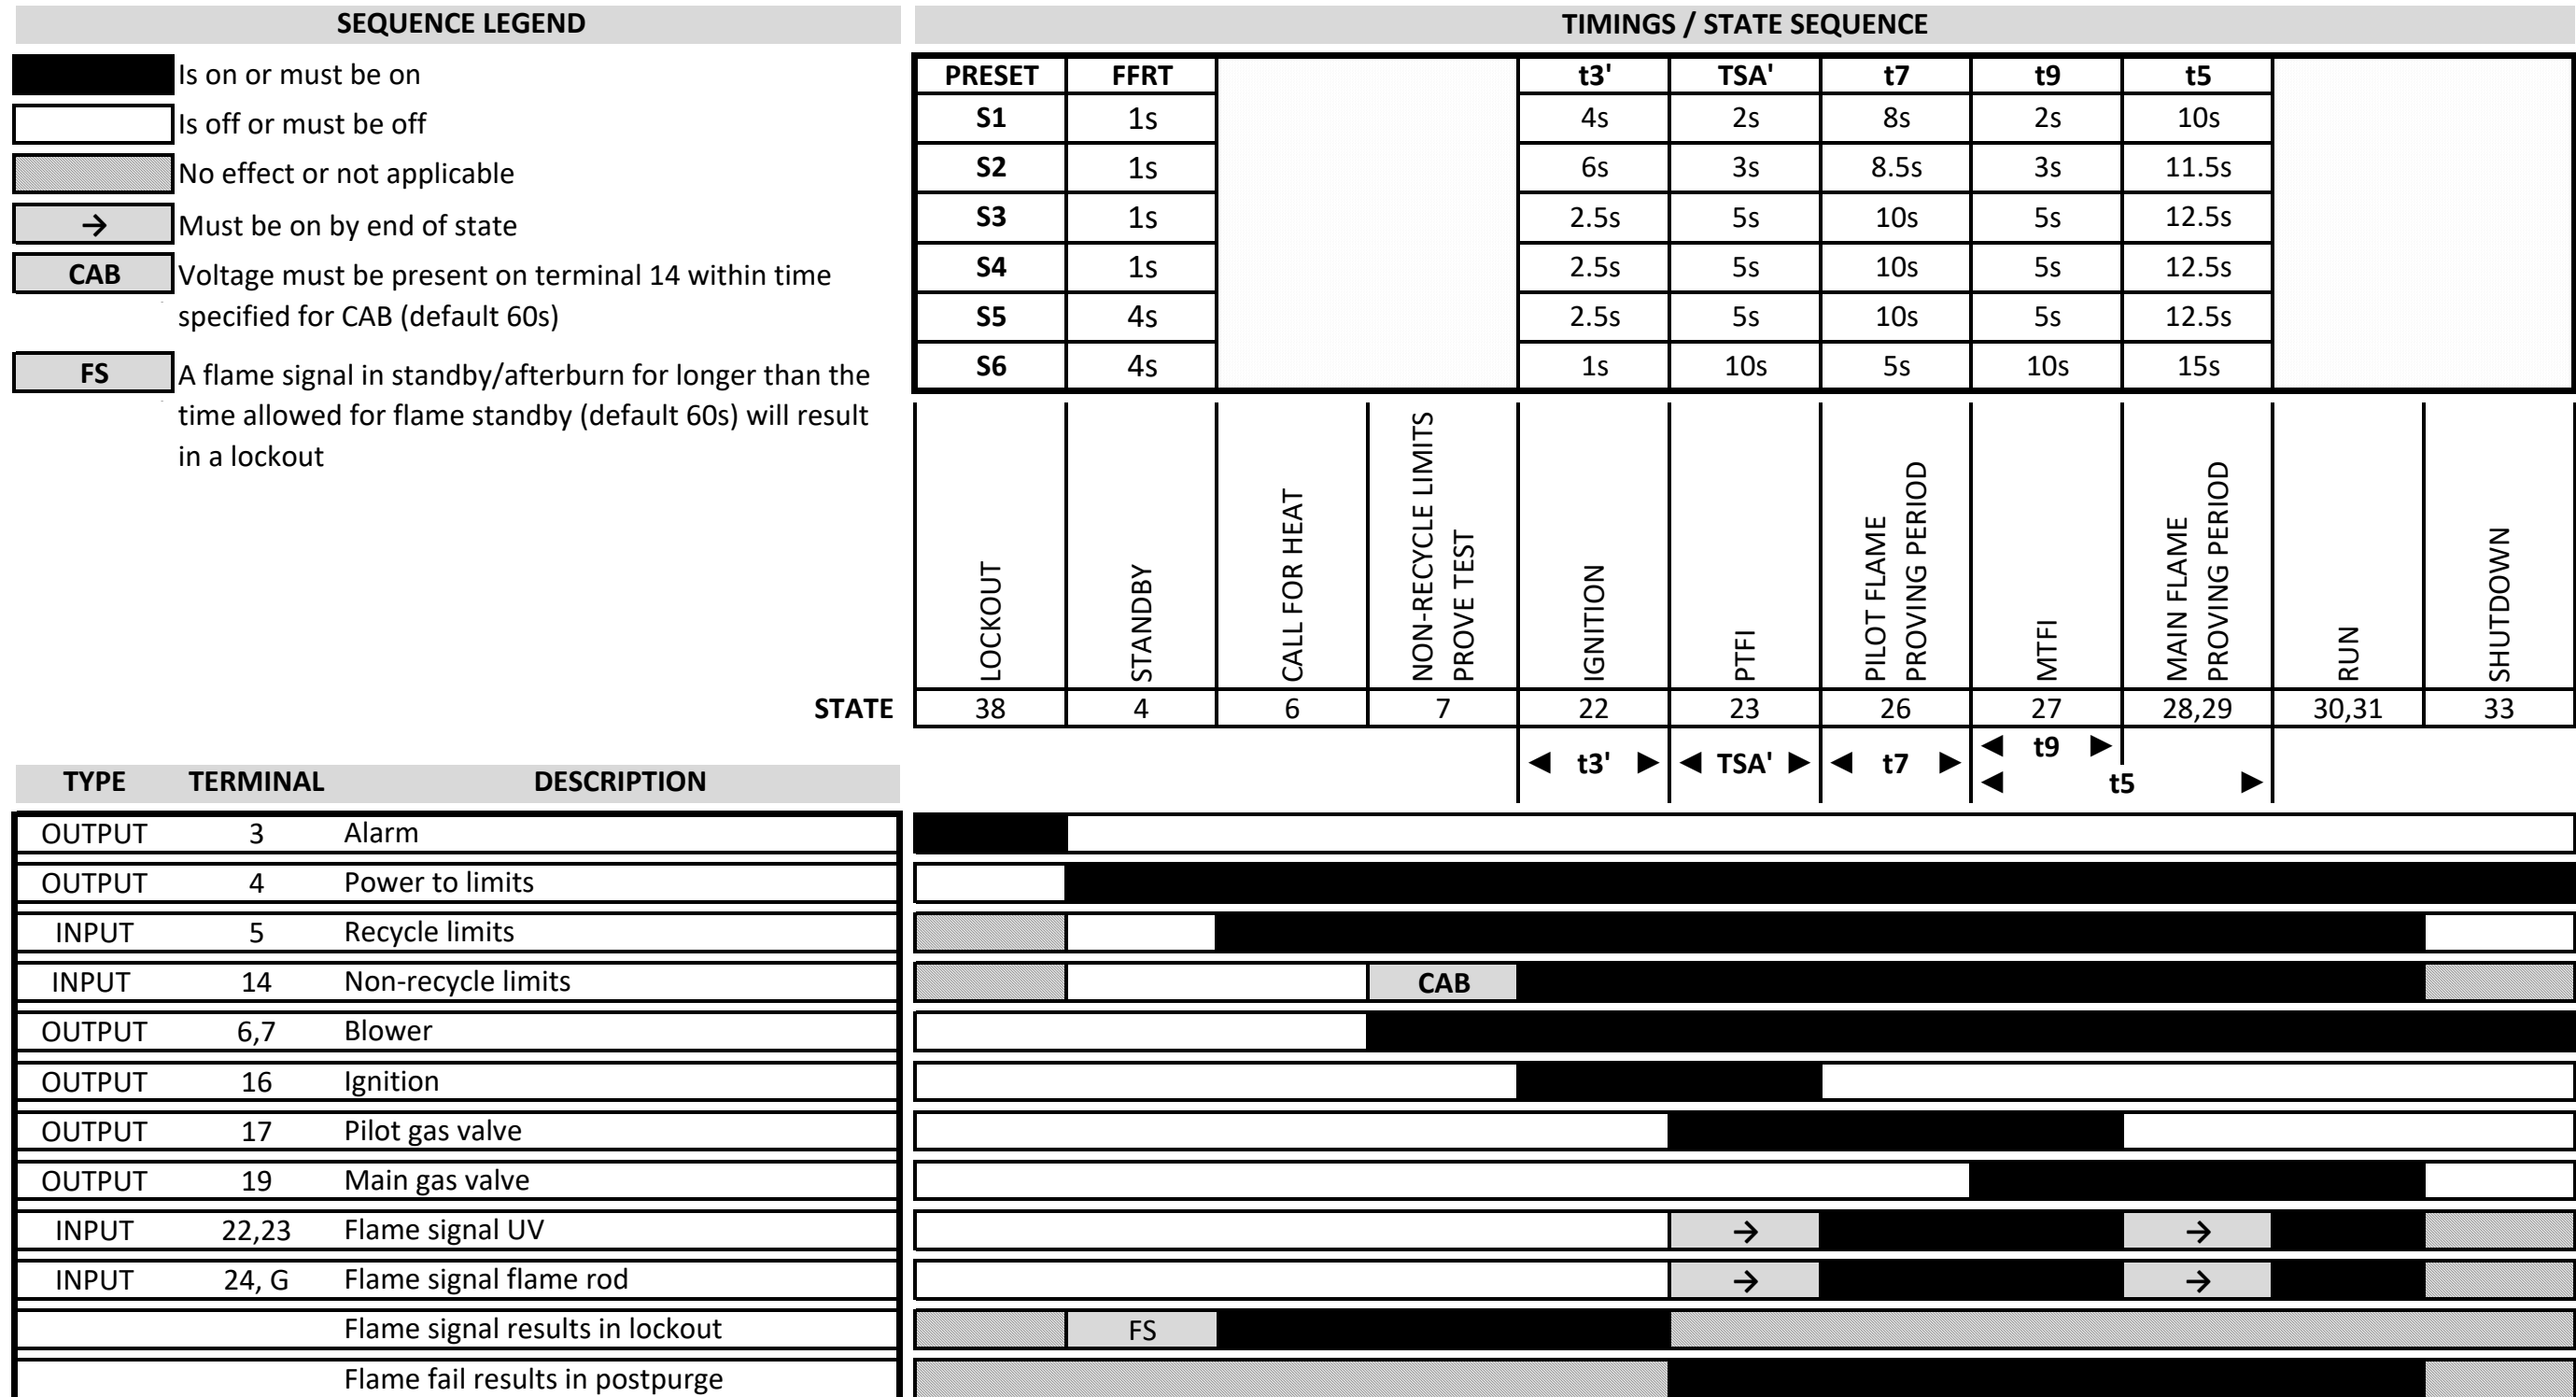 SEQUENCE LEGEND
Is on or must be on
Is off or must be off
No effect or not applicable
→ Must be on by end of state
CAB Voltage must be present on terminal 14 within time
specified for CAB (default 60s)
FS A flame signal in standby/afterburn for longer than the
time allowed for flame standby (default 60s) will result
in a lockout
TIMINGS / STATE SEQUENCE
PRESET FFRT t3' TSA' t7 t9 t5
S1 1s 4s 2s 8s 2s 10s
S2 1s 6s 3s 8.5s 3s 11.5s
S3 1s 2.5s 5s 10s 5s 12.5s
S4 1s 2.5s 5s 10s 5s 12.5s
S5 4s 2.5s 5s 10s 5s 12.5s
S6 4s 1s 10s 5s 10s 15s
LOCKOUT
STANDBY
CALL FOR HEAT
NON-RECYCLE LIMITS
PROVE TEST
IGNITION
PTFI
PILOT FLAME
PROVING PERIOD
MTFI
MAIN FLAME
PROVING PERIOD
RUN
SHUTDOWN
STATE 38 4 6 7 22 23 26 27 28,29 30,31 33
◄ t3' ► ◄ TSA' ► ◄ t7 ► ◄ t9 ►
◄ t5 ►
TYPE TERMINAL DESCRIPTION
OUTPUT 3 Alarm
OUTPUT 4 Power to limits
INPUT 5 Recycle limits
INPUT 14 Non-recycle limits CAB
OUTPUT 6,7 Blower
OUTPUT 16 Ignition
OUTPUT 17 Pilot gas valve
OUTPUT 19 Main gas valve
INPUT 22,23 Flame signal UV → →
INPUT 24, G Flame signal flame rod → →
Flame signal results in lockout FS
Flame fail results in postpurge